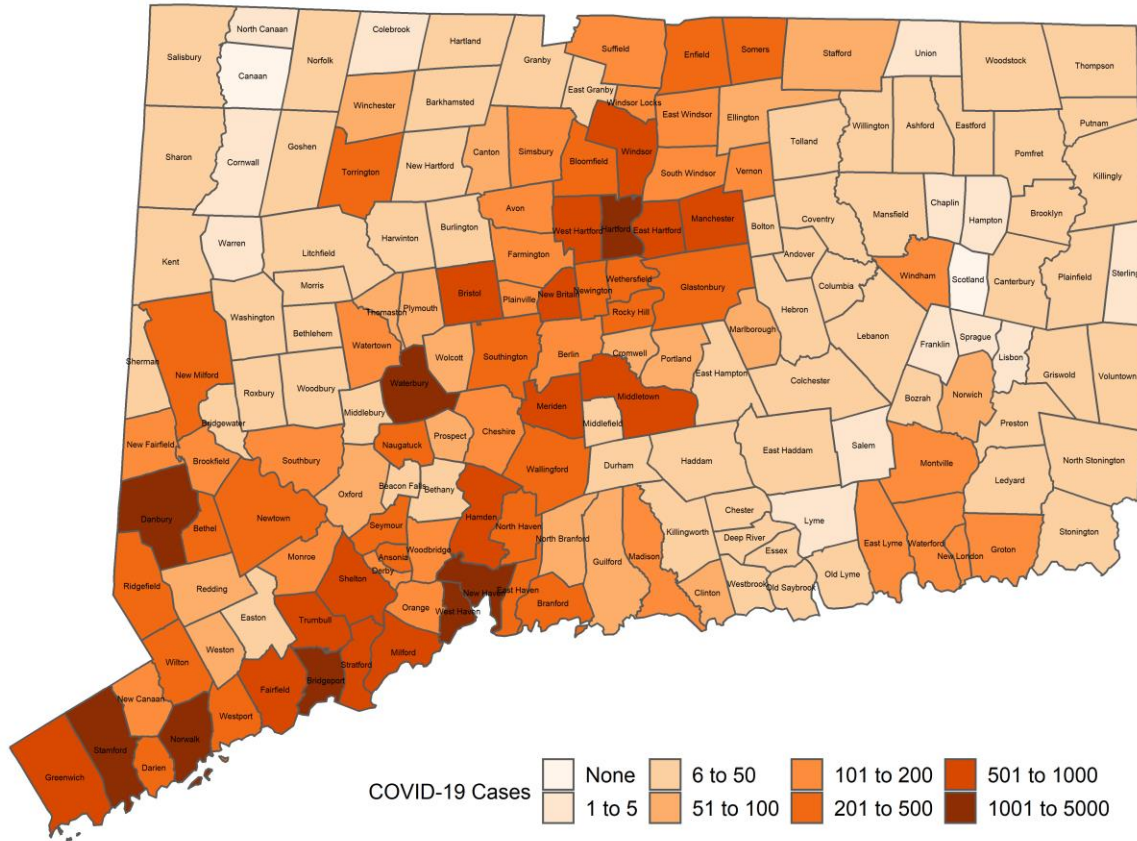 North Canaan
Colebrook
Hartland
Suffield
Enfield
Somers
Stafford
Union
Woodstock
Thompson
Salisbury
Canaan
Norfolk
Granby
East Granby
Windsor Locks
Winchester
Barkhamsted
East Windsor
Ellington
Willington
Ashford
Eastford
Putnam
Sharon
Cornwall
Goshen
Torrington
New Hartford
Canton
Simsbury
Bloomfield
Windsor
South Windsor
Vernon
Tolland
Pomfret
Killingly
Avon
West Hartford
Hartford
East Hartford
Manchester
Bolton
Coventry
Mansfield
Chaplin
Hampton
Brooklyn
Kent
Warren
Litchfield
Harwinton
Burlington
Farmington
Andover
Columbia
Windham
Scotland
Canterbury
Plainfield
Sterling
Morris
Thomaston
Plymouth
Bristol
Plainville
New Britain
Newington
Wethersfield
Rocky Hill
Glastonbury
Hebron
Lebanon
Washington
Bethlehem
Watertown
Wolcott
Southington
Berlin
Cromwell
Portland
Marlborough
East Hampton
Colchester
Franklin
Sprague
Lisbon
Griswold
Voluntown
Sherman
New Milford
Roxbury
Woodbury
Middlebury
Waterbury
Meriden
Middletown
Middlefield
Bozrah
Norwich
Preston
Bridgewater
Naugatuck
Prospect
Cheshire
Wallingford
Durham
Haddam
East Haddam
Salem
Montville
Ledyard
North Stonington
New Fairfield
Brookfield
Southbury
Oxford
Beacon Falls
Bethany
Danbury
Bethel
Newtown
Seymour
Woodbridge
Hamden
North Haven
North Branford
Guilford
Madison
Killingworth
Chester
Deep River
Essex
Lyme
East Lyme
Waterford
New London
Groton
Stonington
Ridgefield
Redding
Monroe
Ansonia
Derby
Shelton
Orange
New Haven
West Haven
East Haven
Branford
Clinton
Westbrook
Old Saybrook
Old Lyme
Easton
Trumbull
Stratford
Milford
Wilton
Weston
Fairfield
Bridgeport
New Canaan
Westport
Greenwich
Stamford
Darien
Norwalk
COVID-19 Cases
None
6 to 50
101 to 200
501 to 1000
1 to 5
51 to 100
201 to 500
1001 to 5000